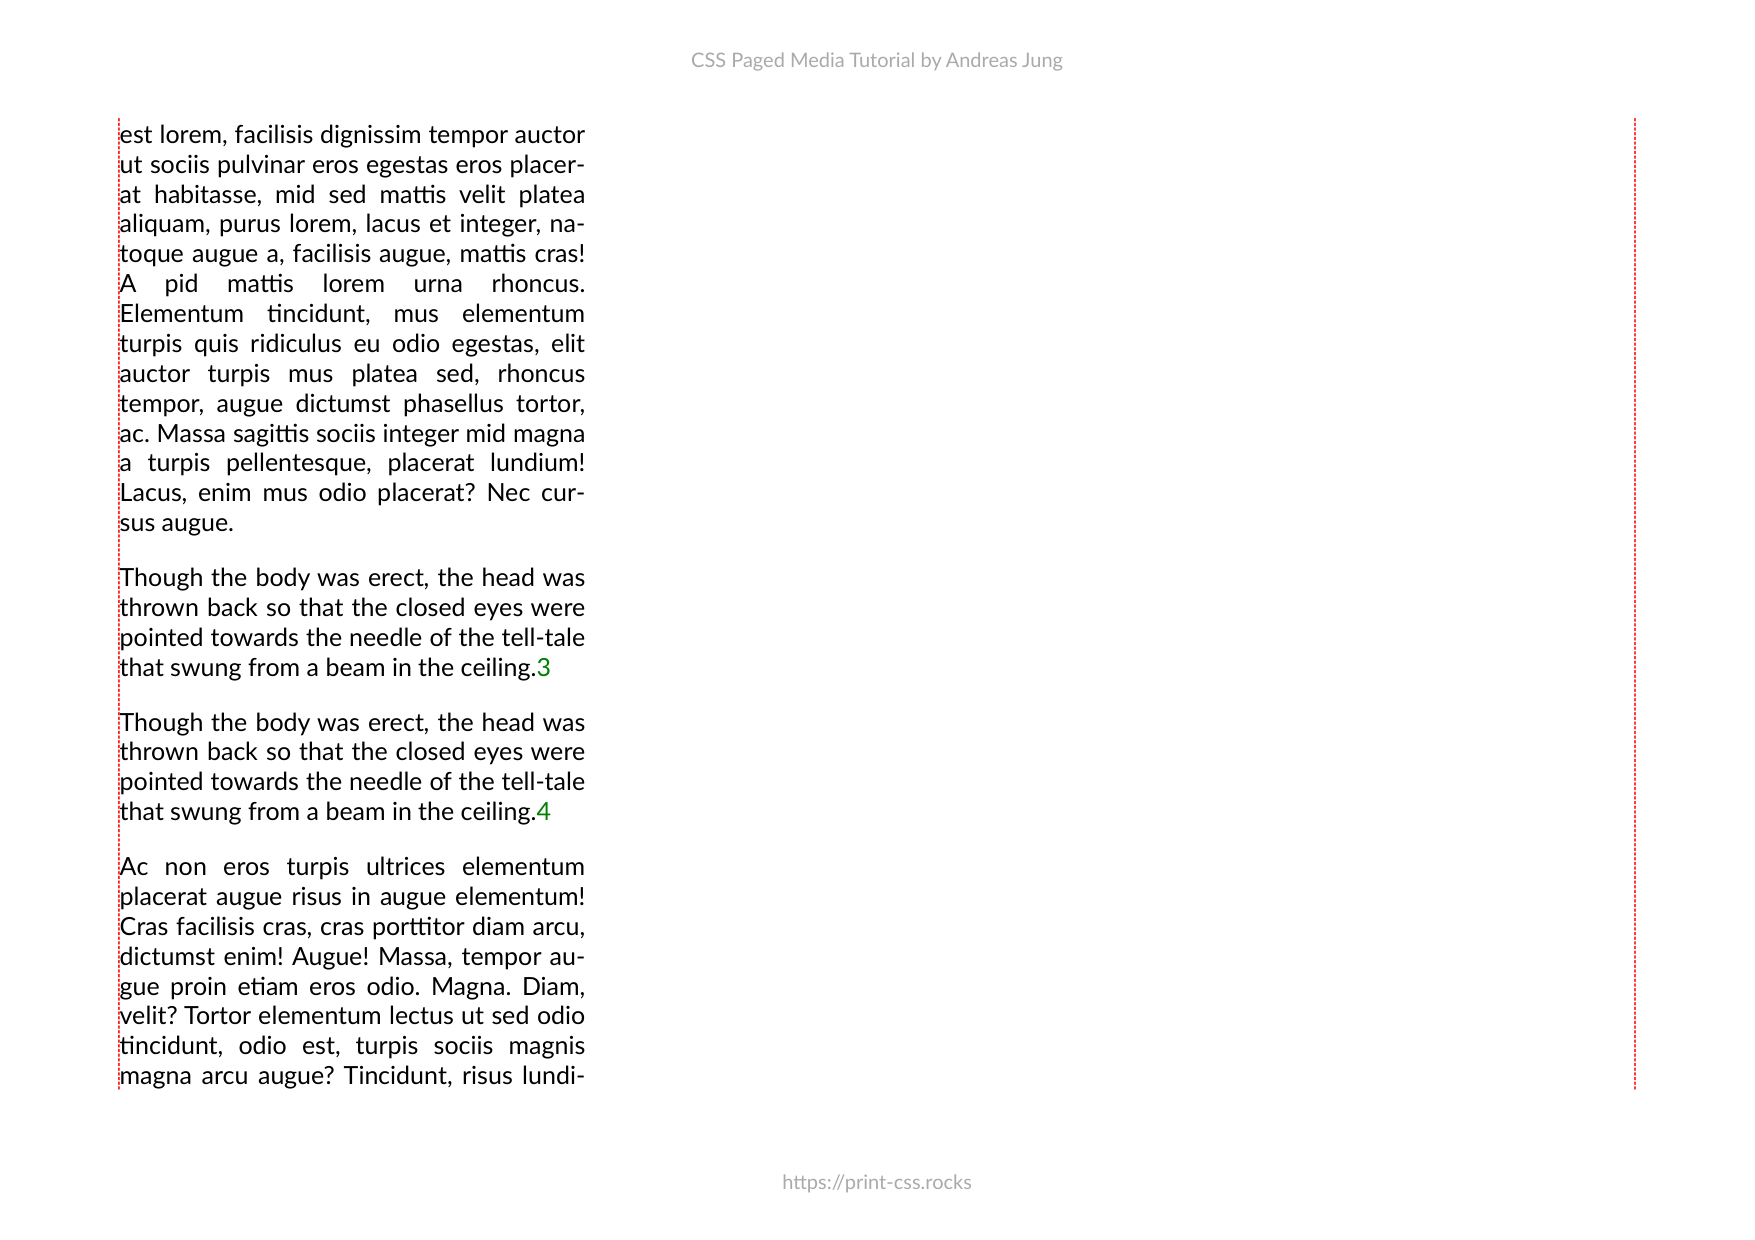 CSS Paged Media Tutorial by Andreas Jung
est lorem, facilisis dignissim tempor auctor
ut sociis pulvinar eros egestas eros placer-
at habitasse, mid sed mattis velit platea
aliquam, purus lorem, lacus et integer, na-
toque augue a, facilisis augue, mattis cras!
A pid mattis lorem urna rhoncus.
Elementum tincidunt, mus elementum
turpis quis ridiculus eu odio egestas, elit
auctor turpis mus platea sed, rhoncus
tempor, augue dictumst phasellus tortor,
ac. Massa sagittis sociis integer mid magna
a turpis pellentesque, placerat lundium!
Lacus, enim mus odio placerat? Nec cur-
sus augue.
Though the body was erect, the head was
thrown back so that the closed eyes were
pointed towards the needle of the tell-tale
that swung from a beam in the ceiling.3
Though the body was erect, the head was
thrown back so that the closed eyes were
pointed towards the needle of the tell-tale
that swung from a beam in the ceiling.4
Ac non eros turpis ultrices elementum
placerat augue risus in augue elementum!
Cras facilisis cras, cras porttitor diam arcu,
dictumst enim! Augue! Massa, tempor au-
gue proin etiam eros odio. Magna. Diam,
velit? Tortor elementum lectus ut sed odio
tincidunt, odio est, turpis sociis magnis
magna arcu augue? Tincidunt, risus lundi-
https://print-css.rocks